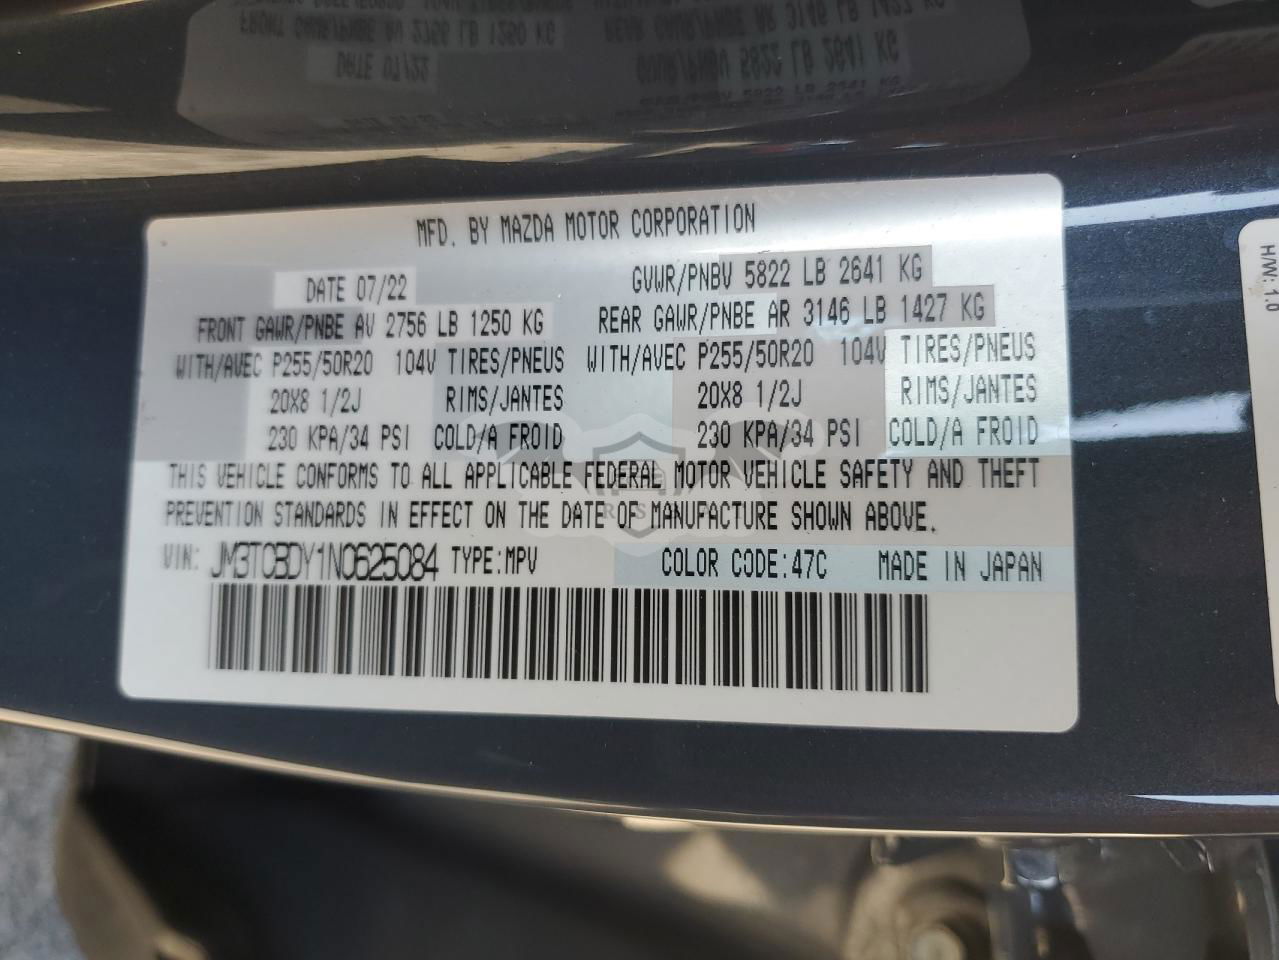 MFD. BY MAZDA MOTOR CORPORATION
DATE 07/22 GVWR/PNBV 5822 LB 2641 KG
FRONT GAWR/PNBE AV 2756 LB 1250 KG REAR GAWR/PNBE AR 3146 LB 1427 KG
WITH/AVEC P255/50R20 104V TIRES/PNEUS WITH/AVEC P255/50R20 104V TIRES/PNEUS
20X8 1/2J RIMS/JANTES 20X8 1/2J RIMS/JANTES
230 KPA/34 PSI COLD/A FROID 230 KPA/34 PSI COLD/A FROID
THIS VEHICLE CONFORMS TO ALL APPLICABLE FEDERAL MOTOR VEHICLE SAFETY AND THEFT
PREVENTION STANDARDS IN EFFECT ON THE DATE OF MANUFACTURE SHOWN ABOVE.
VIN: JM3TCBDY1N0625084 TYPE:MPV COLOR CODE:47C MADE IN JAPAN
H/W: 1.0